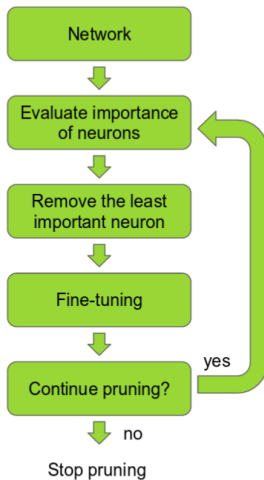 Network
Evaluate importance
of neurons
Remove the least
important neuron
Fine-tuning
yes
Continue pruning?
no
Stop pruning